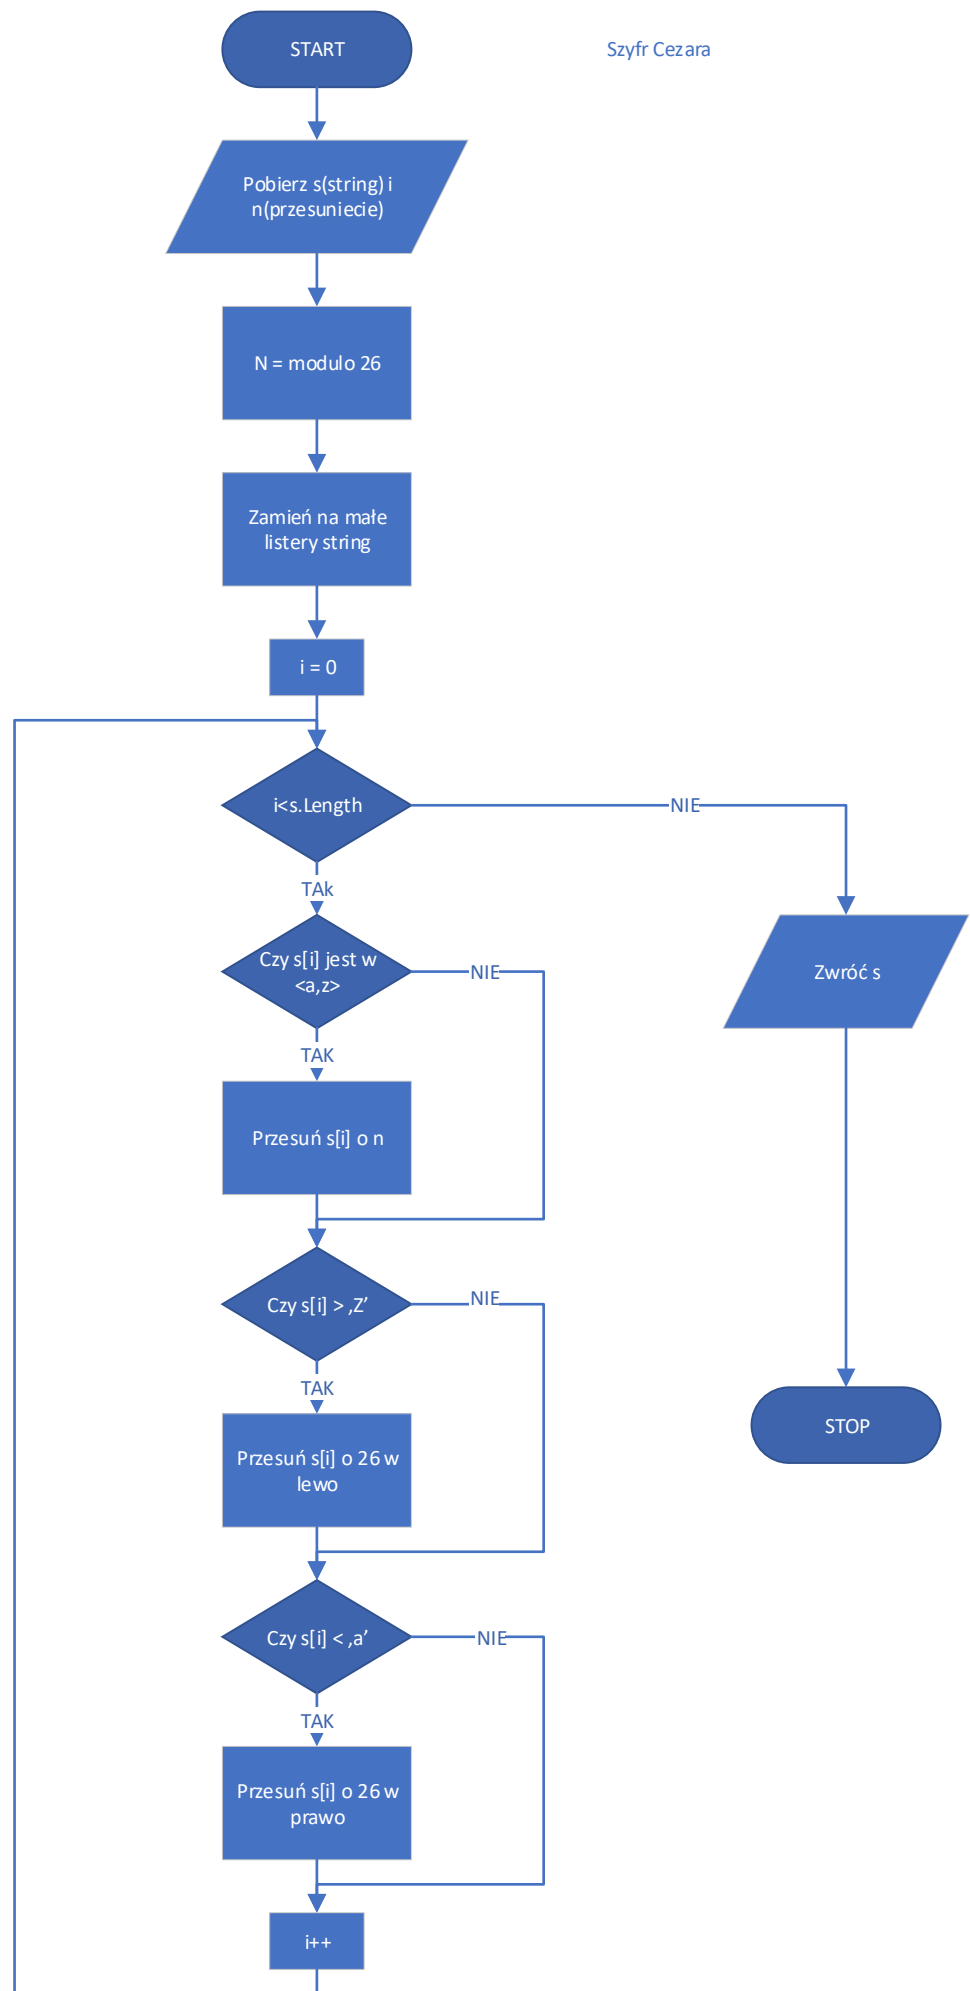 START
Szyfr Cezara
Pobierz s(string) i
n(przesuniecie)
N = modulo 26
Zamień na małe
listery string
i = 0
i<s.Length
NIE
TAk
Czy s[i] jest w
<a,z>
NIE
Zwróć s
TAK
Przesuń s[i] o n
Czy s[i] > ‚Z’
NIE
TAK
STOP
Przesuń s[i] o 26 w
lewo
Czy s[i] < ‚a’
NIE
TAK
Przesuń s[i] o 26 w
prawo
i++